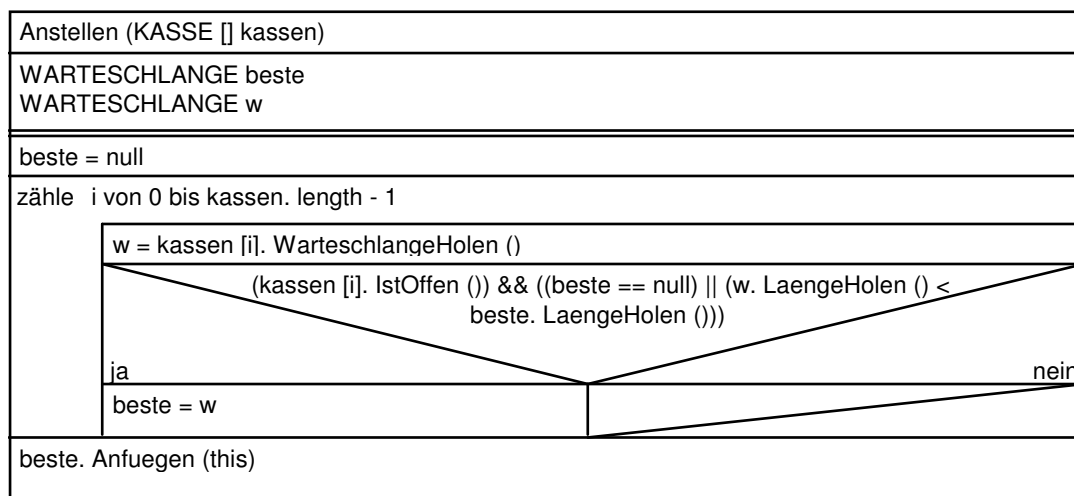 Anstellen (KASSE [] kassen)
WARTESCHLANGE beste
WARTESCHLANGE w
beste = null
zähle i von 0 bis kassen. length - 1
w = kassen [i]. WarteschlangeHolen ()
(kassen [i]. IstOffen ()) && ((beste == null) || (w. LaengeHolen () <
beste. LaengeHolen ()))
ja
nein
beste = w
beste. Anfuegen (this)